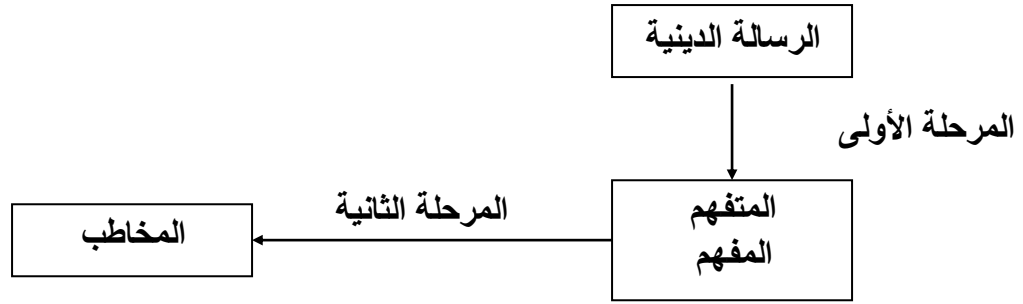 الرسالة الدينية
المرحلة الأولى
المتفهم
المفهم
المرحلة الثانية
المخاطب